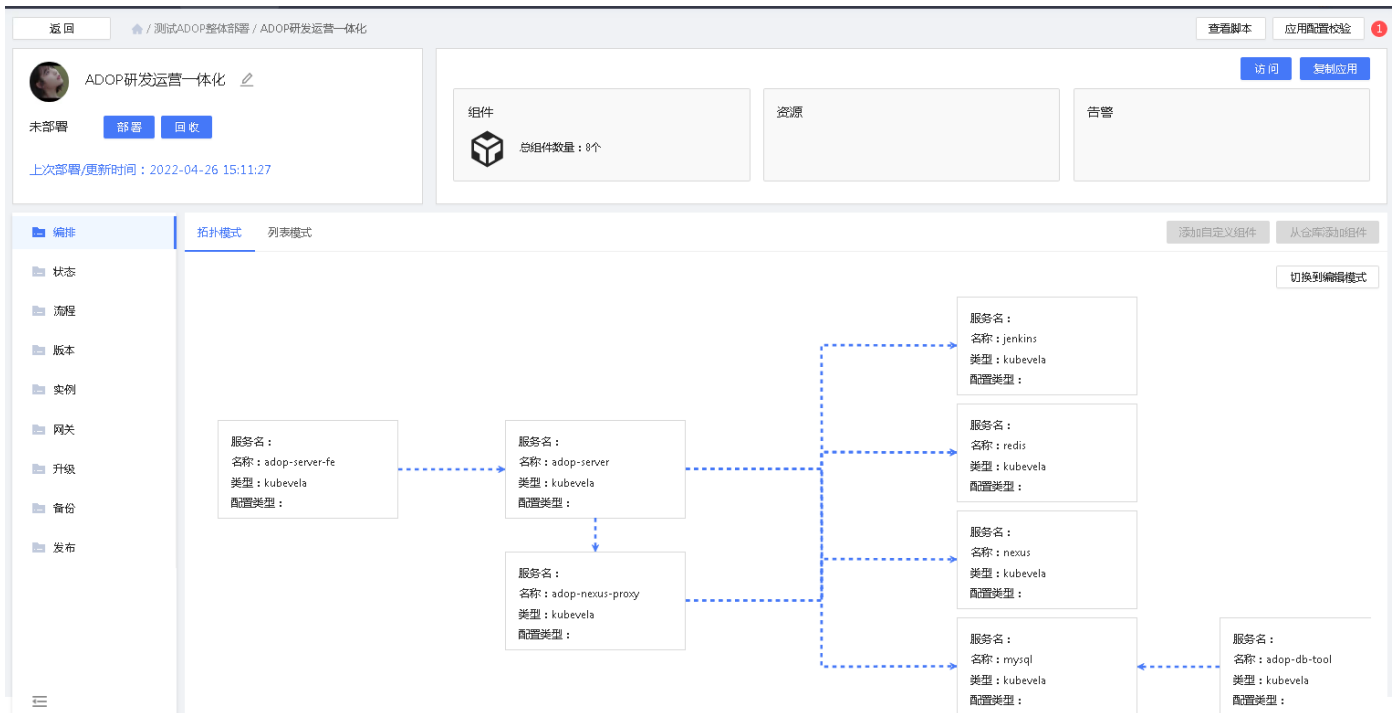 返回
/ 测试ADOP整体部署 / ADOP研发运营一体化
查看脚本
应用配置校验
1
ADOP研发运营一体化
未部署
部署
回收
上次部署/更新时间：2022-04-26 15:11:27
访问
复制应用
组件
总组件数量：8个
资源
告警
编排
状态
流程
版本
实例
网关
升级
备份
发布
拓扑模式
列表模式
添加自定义组件
从仓库添加组件
切换到编辑模式
服务名：
名称：adop-server-fe
类型：kubevela
配置类型：
服务名：
名称：adop-server
类型：kubevela
配置类型：
服务名：
名称：adop-nexus-proxy
类型：kubevela
配置类型：
服务名：
名称：jenkins
类型：kubevela
配置类型：
服务名：
名称：redis
类型：kubevela
配置类型：
服务名：
名称：nexus
类型：kubevela
配置类型：
服务名：
名称：mysql
类型：kubevela
配置类型：
服务名：
名称：adop-db-tool
类型：kubevela
配置类型：